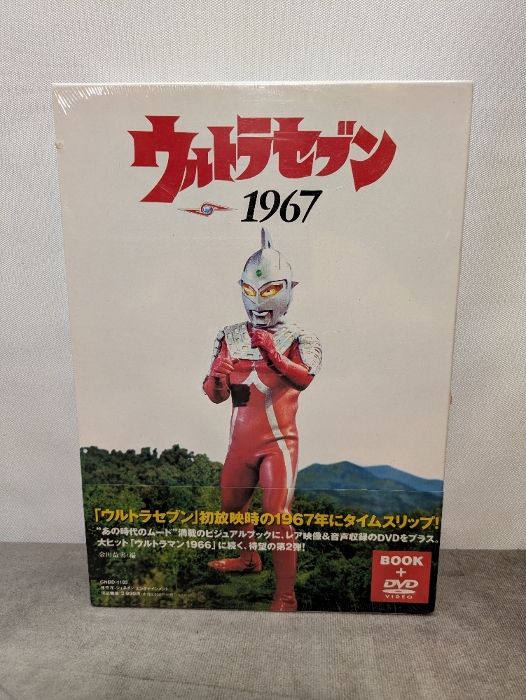 ウルトラセブン
1967
「ウルトラセブン」初放映時の1967年にタイムスリップ!
"あの時代のムード"満載のビジュアルブックに、レア映像&音声収録のDVDをプラス。
大ヒット「ウルトラマン1966」に続く、待望の第2弾!
金田益実/編
BOOK
+
DVD
VIDEO